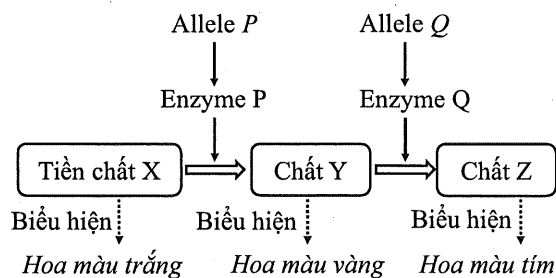 Allele P Allele Q
Enzyme P Enzyme Q
Tiền chất X Chất Y Chất Z
Biểu hiện Biểu hiện Biểu hiện
Hoa màu trắng Hoa màu vàng Hoa màu tím